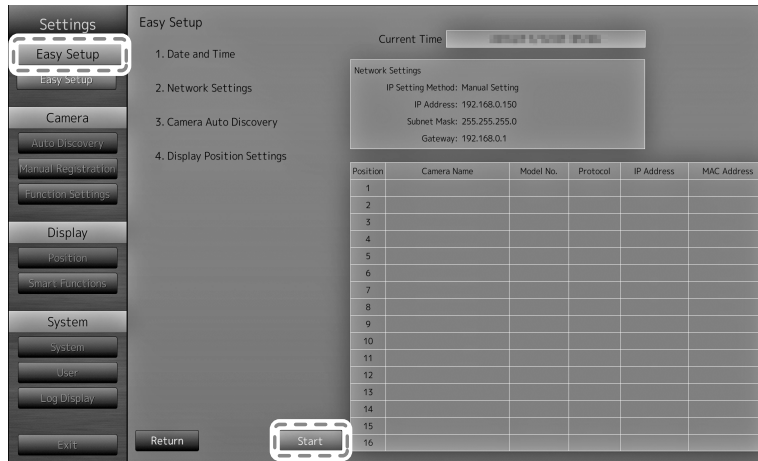 Settings
Easy Setup
Easy Setup
Camera
Auto Discovery
Manual Registration
Function Settings
Display
Position
Smart Functions
System
System
User
Log Display
Exit
Easy Setup
1. Date and Time
2. Network Settings
3. Camera Auto Discovery
4. Display Position Settings
Return
Start
Current Time
Network Settings
IP Setting Method: Manual Setting
IP Address: 192.168.0.150
Subnet Mask: 255.255.255.0
Gateway: 192.168.0.1
Position Camera Name Model No. Protocol IP Address MAC Address
1
2
3
4
5
6
7
8
9
10
11
12
13
14
15
16